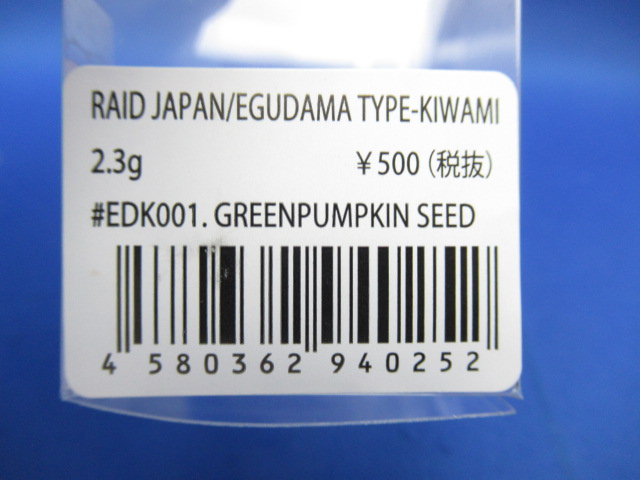 RAID JAPAN/EGUDAMA TYPE-KIWAMI
2.3g ￥500(税抜)
#EDK001. GREENPUMPKIN SEED
4 580362 940252